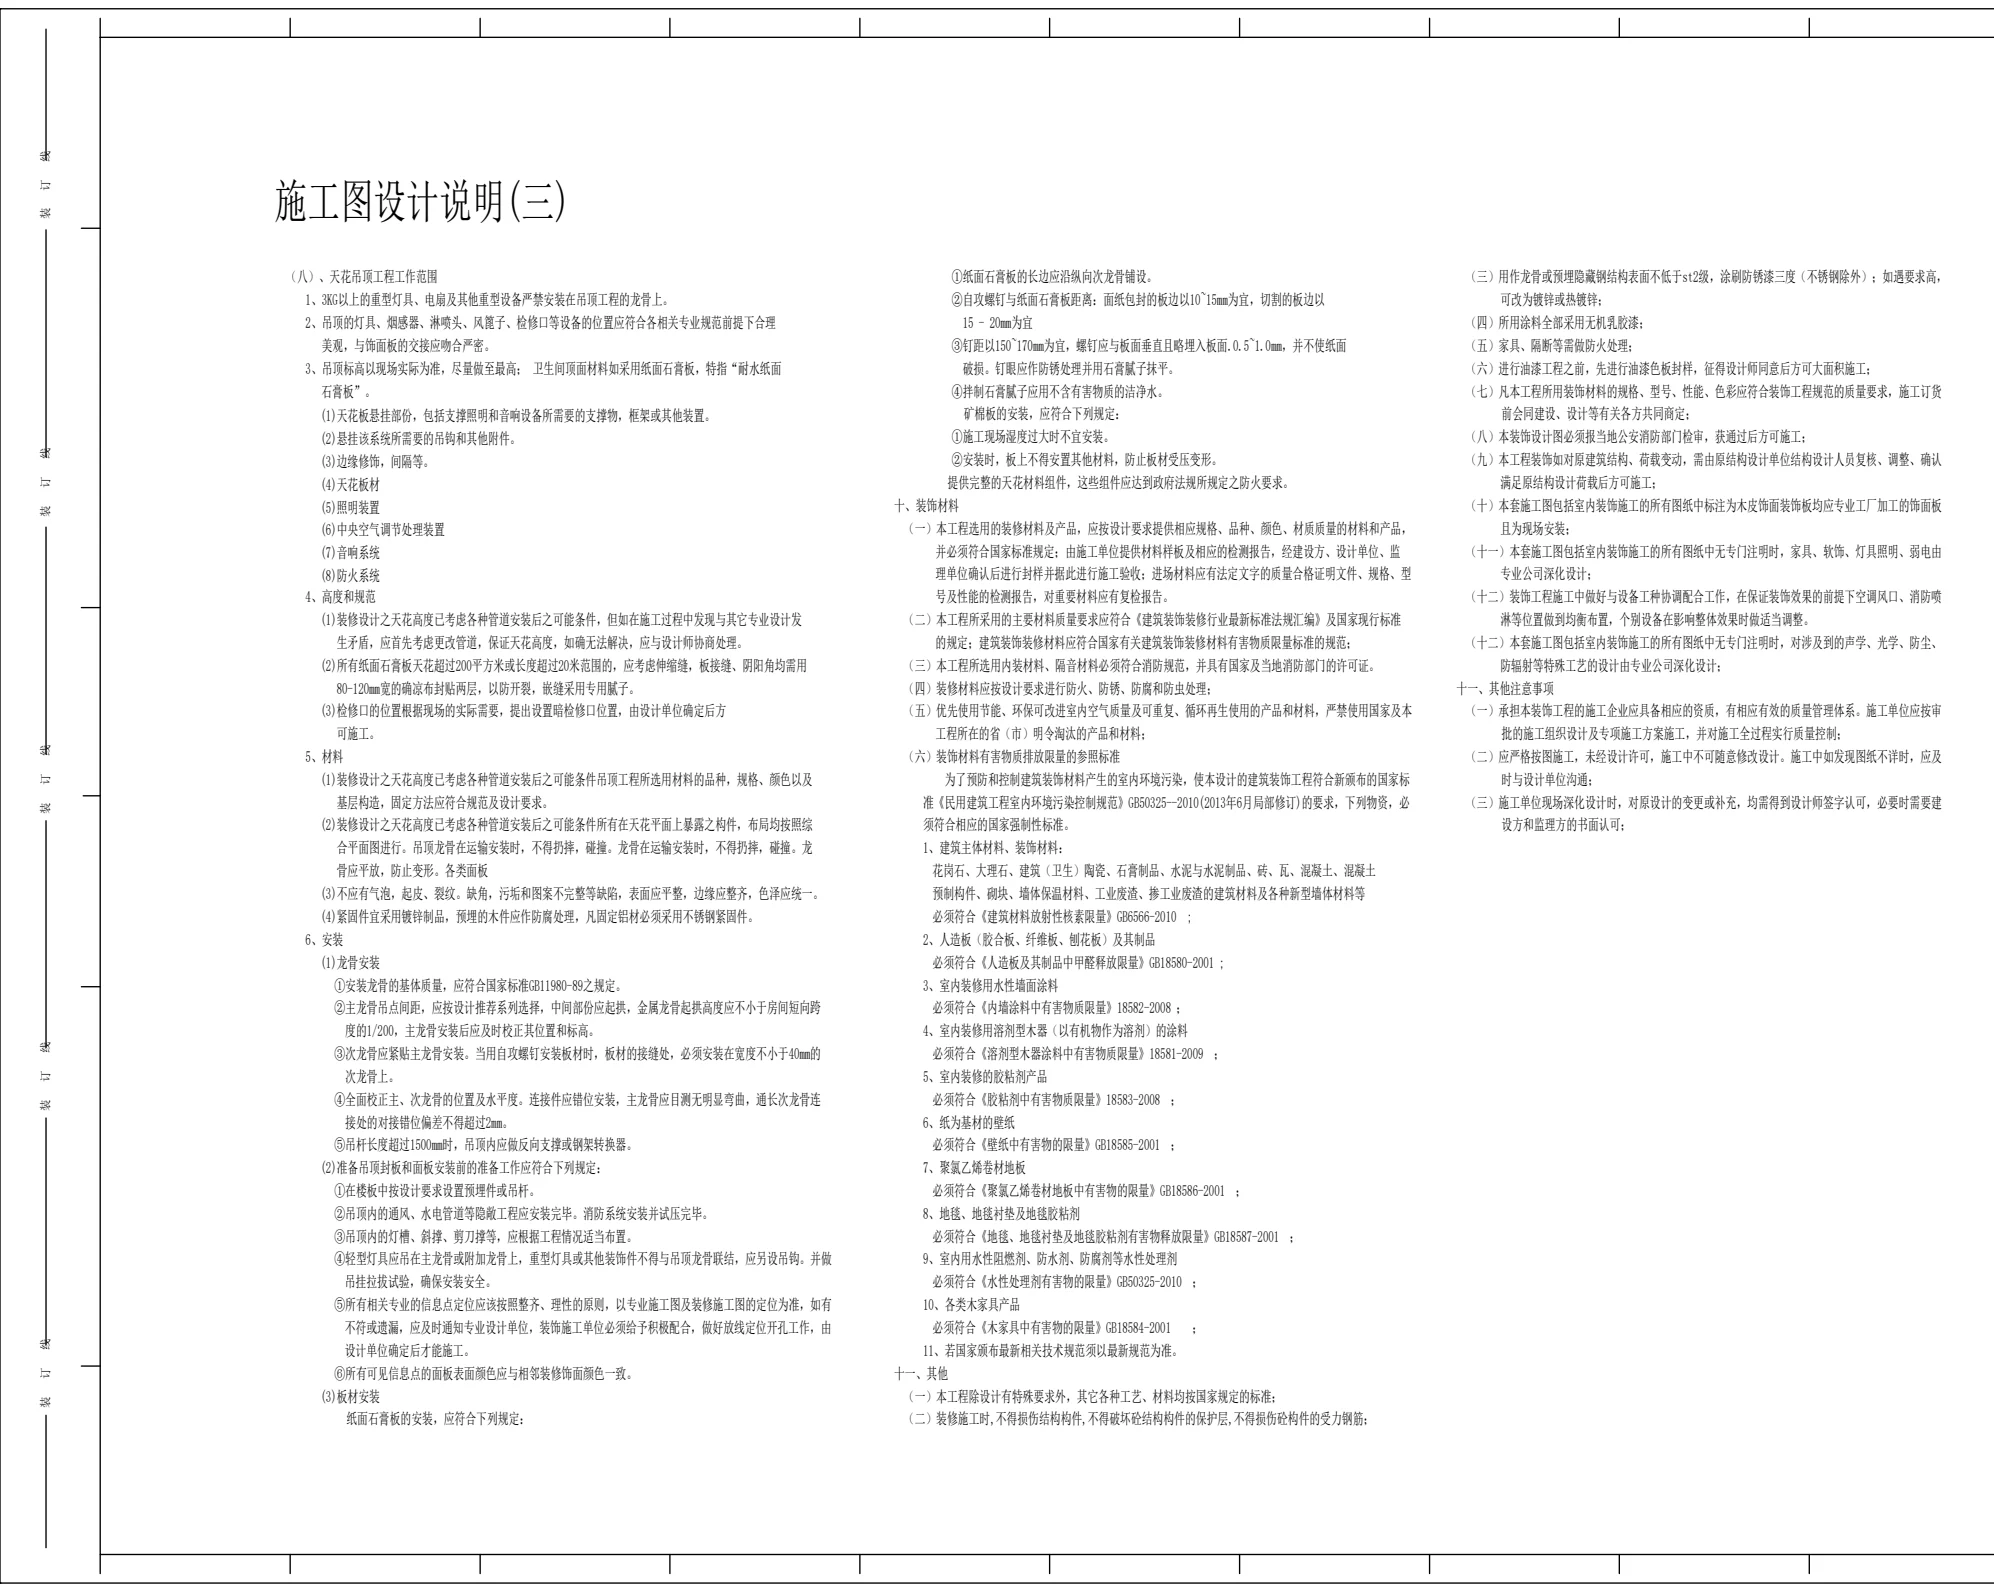 施工图设计说明(三)
（八）、天花吊顶工程工作范围
1、3KG以上的重型灯具、电扇及其他重型设备严禁安装在吊顶工程的龙骨上。
2、吊顶的灯具、烟感器、淋喷头、风篦子、检修口等设备的位置应符合各相关专业规范前提下合理
美观，与饰面板的交接应吻合严密。
3、吊顶标高以现场实际为准，尽量做至最高； 卫生间顶面材料如采用纸面石膏板，特指“耐水纸面
石膏板”。
(1)天花板悬挂部份，包括支撑照明和音响设备所需要的支撑物，框架或其他装置。
(2)悬挂该系统所需要的吊钩和其他附件。
(3)边缘修饰，间隔等。
(4)天花板材
(5)照明装置
(6)中央空气调节处理装置
(7)音响系统
(8)防火系统
4、高度和规范
(1)装修设计之天花高度已考虑各种管道安装后之可能条件，但如在施工过程中发现与其它专业设计发
生矛盾，应首先考虑更改管道，保证天花高度，如确无法解决，应与设计师协商处理。
(2)所有纸面石膏板天花超过200平方米或长度超过20米范围的，应考虑伸缩缝，板接缝、阴阳角均需用
80-120mm宽的确凉布封贴两层，以防开裂，嵌缝采用专用腻子。
(3)检修口的位置根据现场的实际需要，提出设置暗检修口位置，由设计单位确定后方
可施工。
5、材料
(1)装修设计之天花高度已考虑各种管道安装后之可能条件吊顶工程所选用材料的品种，规格、颜色以及
基层构造，固定方法应符合规范及设计要求。
(2)装修设计之天花高度已考虑各种管道安装后之可能条件所有在天花平面上暴露之构件，布局均按照综
合平面图进行。吊顶龙骨在运输安装时，不得扔摔，碰撞。龙骨在运输安装时，不得扔摔，碰撞。龙
骨应平放，防止变形。各类面板
(3)不应有气泡，起皮、裂纹。缺角，污垢和图案不完整等缺陷，表面应平整，边缘应整齐，色泽应统一。
(4)紧固件宜采用镀锌制品，预埋的木件应作防腐处理，凡固定铝材必须采用不锈钢紧固件。
6、安装
(1)龙骨安装
①安装龙骨的基体质量，应符合国家标准GB11980-89之规定。
②主龙骨吊点间距，应按设计推荐系列选择，中间部份应起拱，金属龙骨起拱高度应不小于房间短向跨
度的1/200，主龙骨安装后应及时校正其位置和标高。
③次龙骨应紧贴主龙骨安装。当用自攻螺钉安装板材时，板材的接缝处，必须安装在宽度不小于40mm的
次龙骨上。
④全面校正主、次龙骨的位置及水平度。连接件应错位安装，主龙骨应目测无明显弯曲，通长次龙骨连
接处的对接错位偏差不得超过2mm。
⑤吊杆长度超过1500mm时，吊顶内应做反向支撑或钢架转换器。
(2)准备吊顶封板和面板安装前的准备工作应符合下列规定：
①在楼板中按设计要求设置预埋件或吊杆。
②吊顶内的通风、水电管道等隐敝工程应安装完毕。消防系统安装并试压完毕。
③吊顶内的灯槽、斜撑、剪刀撑等，应根据工程情况适当布置。
④轻型灯具应吊在主龙骨或附加龙骨上，重型灯具或其他装饰件不得与吊顶龙骨联结，应另设吊钩。并做
吊挂拉拔试验，确保安装安全。
⑤所有相关专业的信息点定位应该按照整齐、理性的原则，以专业施工图及装修施工图的定位为准，如有
不符或遗漏，应及时通知专业设计单位，装饰施工单位必须给予积极配合，做好放线定位开孔工作，由
设计单位确定后才能施工。
⑥所有可见信息点的面板表面颜色应与相邻装修饰面颜色一致。
(3)板材安装
纸面石膏板的安装，应符合下列规定：
①纸面石膏板的长边应沿纵向次龙骨铺设。
②自攻螺钉与纸面石膏板距离：面纸包封的板边以10~15mm为宜，切割的板边以
15 - 20mm为宜
③钉距以150~170mm为宜，螺钉应与板面垂直且略埋入板面.0.5~1.0mm，并不使纸面
破损。钉眼应作防锈处理并用石膏腻子抹平。
④拌制石膏腻子应用不含有害物质的洁净水。
矿棉板的安装，应符合下列规定：
①施工现场湿度过大时不宜安装。
②安装时，板上不得安置其他材料，防止板材受压变形。
提供完整的天花材料组件，这些组件应达到政府法规所规定之防火要求。
十、装饰材料
（一）本工程选用的装修材料及产品，应按设计要求提供相应规格、品种、颜色、材质质量的材料和产品，
并必须符合国家标准规定；由施工单位提供材料样板及相应的检测报告，经建设方、设计单位、监
理单位确认后进行封样并据此进行施工验收；进场材料应有法定文字的质量合格证明文件、规格、型
号及性能的检测报告，对重要材料应有复检报告。
（二）本工程所采用的主要材料质量要求应符合《建筑装饰装修行业最新标准法规汇编》及国家现行标准
的规定；建筑装饰装修材料应符合国家有关建筑装饰装修材料有害物质限量标准的规范；
（三）本工程所选用内装材料、隔音材料必须符合消防规范，并具有国家及当地消防部门的许可证。
（四）装修材料应按设计要求进行防火、防锈、防腐和防虫处理；
（五）优先使用节能、环保可改进室内空气质量及可重复、循环再生使用的产品和材料，严禁使用国家及本
工程所在的省（市）明令淘汰的产品和材料；
（六）装饰材料有害物质排放限量的参照标准
为了预防和控制建筑装饰材料产生的室内环境污染，使本设计的建筑装饰工程符合新颁布的国家标
准《民用建筑工程室内环境污染控制规范》GB50325--2010(2013年6月局部修订)的要求，下列物资，必
须符合相应的国家强制性标准。
1、建筑主体材料、装饰材料：
花岗石、大理石、建筑（卫生）陶瓷、石膏制品、水泥与水泥制品、砖、瓦、混凝土、混凝土
预制构件、砌块、墙体保温材料、工业废渣、掺工业废渣的建筑材料及各种新型墙体材料等
必须符合《建筑材料放射性核素限量》GB6566-2010 ；
2、人造板（胶合板、纤维板、刨花板）及其制品
必须符合《人造板及其制品中甲醛释放限量》GB18580-2001；
3、室内装修用水性墙面涂料
必须符合《内墙涂料中有害物质限量》18582-2008；
4、室内装修用溶剂型木器（以有机物作为溶剂）的涂料
必须符合《溶剂型木器涂料中有害物质限量》18581-2009 ；
5、室内装修的胶粘剂产品
必须符合《胶粘剂中有害物质限量》18583-2008 ；
6、纸为基材的壁纸
必须符合《壁纸中有害物的限量》GB18585-2001 ；
7、聚氯乙烯卷材地板
必须符合《聚氯乙烯卷材地板中有害物的限量》GB18586-2001 ；
8、地毯、地毯衬垫及地毯胶粘剂
必须符合《地毯、地毯衬垫及地毯胶粘剂有害物释放限量》GB18587-2001 ；
9、室内用水性阻燃剂、防水剂、防腐剂等水性处理剂
必须符合《水性处理剂有害物的限量》GB50325-2010 ；
10、各类木家具产品
必须符合《木家具中有害物的限量》GB18584-2001 ；
11、若国家颁布最新相关技术规范须以最新规范为准。
十一、其他
（一）本工程除设计有特殊要求外，其它各种工艺、材料均按国家规定的标准；
（二）装修施工时,不得损伤结构构件,不得破坏砼结构构件的保护层,不得损伤砼构件的受力钢筋；
（三）用作龙骨或预埋隐藏钢结构表面不低于st2级，涂刷防锈漆三度（不锈钢除外）；如遇要求高，
可改为镀锌或热镀锌；
（四）所用涂料全部采用无机乳胶漆；
（五）家具、隔断等需做防火处理；
（六）进行油漆工程之前，先进行油漆色板封样，征得设计师同意后方可大面积施工；
（七）凡本工程所用装饰材料的规格、型号、性能、色彩应符合装饰工程规范的质量要求，施工订货
前会同建设、设计等有关各方共同商定；
（八）本装饰设计图必须报当地公安消防部门检审，获通过后方可施工；
（九）本工程装饰如对原建筑结构、荷载变动，需由原结构设计单位结构设计人员复核、调整、确认
满足原结构设计荷载后方可施工；
（十）本套施工图包括室内装饰施工的所有图纸中标注为木皮饰面装饰板均应专业工厂加工的饰面板
且为现场安装；
（十一）本套施工图包括室内装饰施工的所有图纸中无专门注明时，家具、软饰、灯具照明、弱电由
专业公司深化设计；
（十二）装饰工程施工中做好与设备工种协调配合工作，在保证装饰效果的前提下空调风口、消防喷
淋等位置做到均衡布置，个别设备在影响整体效果时做适当调整。
（十二）本套施工图包括室内装饰施工的所有图纸中无专门注明时，对涉及到的声学、光学、防尘、
防辐射等特殊工艺的设计由专业公司深化设计；
十一、其他注意事项
（一）承担本装饰工程的施工企业应具备相应的资质，有相应有效的质量管理体系。施工单位应按审
批的施工组织设计及专项施工方案施工，并对施工全过程实行质量控制；
（二）应严格按图施工，未经设计许可，施工中不可随意修改设计。施工中如发现图纸不详时，应及
时与设计单位沟通；
（三）施工单位现场深化设计时，对原设计的变更或补充，均需得到设计师签字认可，必要时需要建
设方和监理方的书面认可；
装 订 线
装 订 线
装 订 线
装 订 线
装 订 线